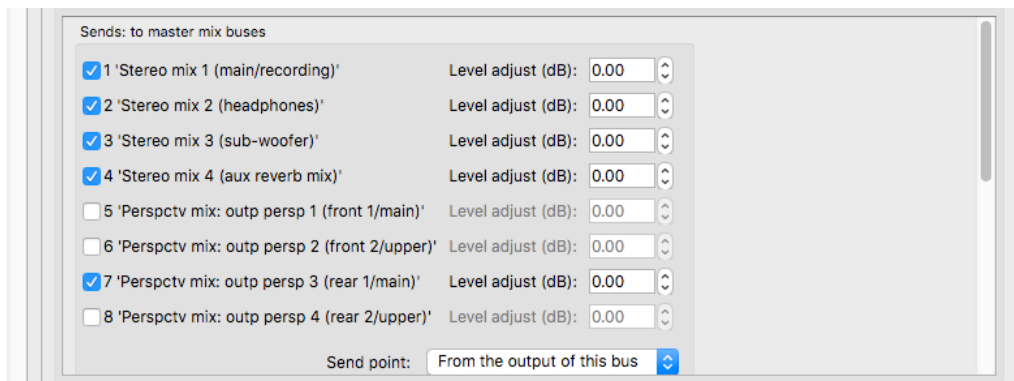 Sends: to master mix buses
1 'Stereo mix 1 (main/recording)' Level adjust (dB): 0.00
2 'Stereo mix 2 (headphones)' Level adjust (dB): 0.00
3 'Stereo mix 3 (sub-woofer)' Level adjust (dB): 0.00
4 'Stereo mix 4 (aux reverb mix)' Level adjust (dB): 0.00
5 'Perspctv mix: outp persp 1 (front 1/main)' Level adjust (dB): 0.00
6 'Perspctv mix: outp persp 2 (front 2/upper)' Level adjust (dB): 0.00
7 'Perspctv mix: outp persp 3 (rear 1/main)' Level adjust (dB): 0.00
8 'Perspctv mix: outp persp 4 (rear 2/upper)' Level adjust (dB): 0.00
Send point: From the output of this bus